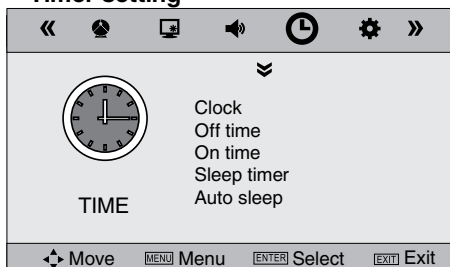 Timer setting
Clock
Off time
On time
Sleep timer
Auto sleep
TIME
Move MENU Menu ENTER Select EXIT Exit